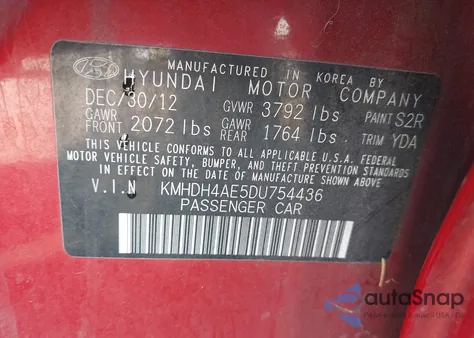 MANUFACTURED IN KOREA BY
HYUNDAI MOTOR COMPANY
DEC/30/12 GVWR 3792 lbs PAINT S2R
GAWR FRONT 2072 lbs GAWR REAR 1764 lbs TRIM YDA
THIS VEHICLE CONFORMS TO ALL APPLICABLE U.S.A. FEDERAL
MOTOR VEHICLE SAFETY, BUMPER, AND THEFT PREVENTION STANDARDS
IN EFFECT ON THE DATE OF MANUFACTURE SHOWN ABOVE.
V.I.N KMHDH4AE5DU754436
PASSENGER CAR
autoSnap